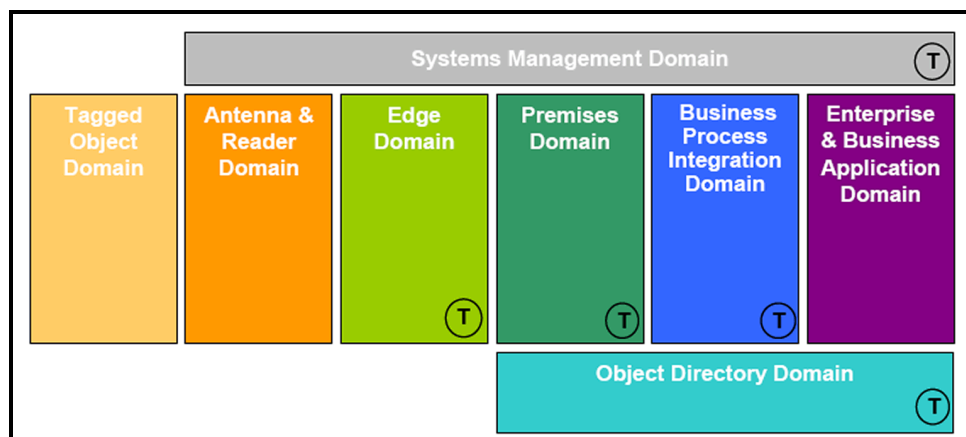 Systems Management Domain
T
Tagged
Object
Domain
Antenna &
Reader
Domain
Edge
Domain
T
Premises
Domain
T
Business
Process
Integration
Domain
T
Enterprise
& Business
Application
Domain
Object Directory Domain
T